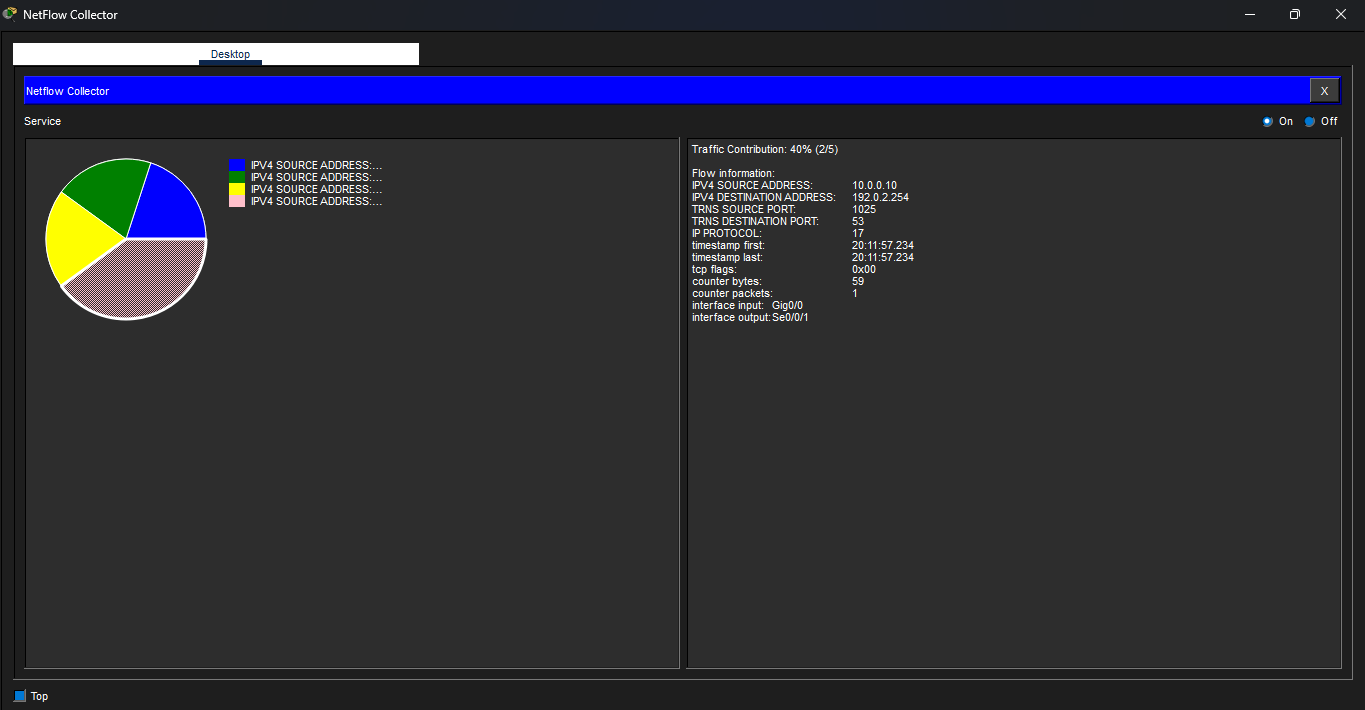 NetFlow Collector
Desktop
Netflow Collector
X
Service
On
Off
IPV4 SOURCE ADDRESS:...
IPV4 SOURCE ADDRESS:...
IPV4 SOURCE ADDRESS:...
IPV4 SOURCE ADDRESS:...
Traffic Contribution: 40% (2/5)
Flow information:
IPV4 SOURCE ADDRESS: 10.0.0.10
IPV4 DESTINATION ADDRESS: 192.0.2.254
TRNS SOURCE PORT: 1025
TRNS DESTINATION PORT: 53
IP PROTOCOL: 17
timestamp first: 20:11:57.234
timestamp last: 20:11:57.234
tcp flags: 0x00
counter bytes: 59
counter packets: 1
interface input: Gig0/0
interface output: Se0/0/1
Top